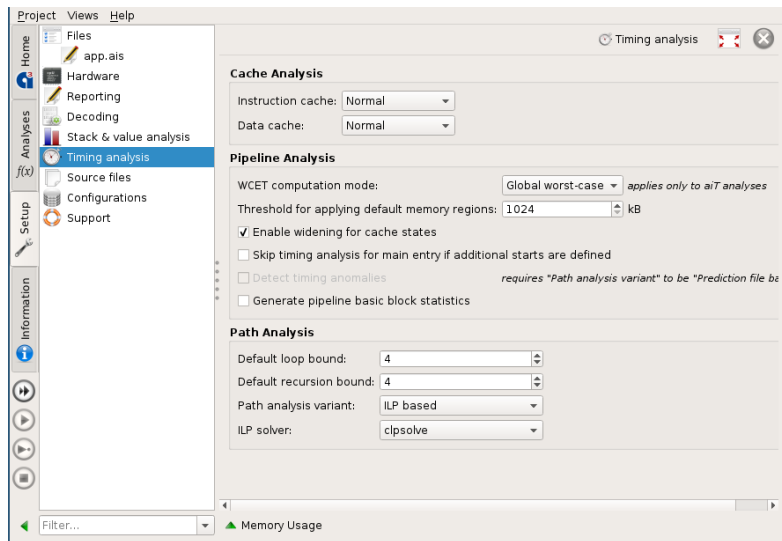 Project Views Help
Home
Analyses
f(x)
Setup
Information
Files
app.ais
Hardware
Reporting
Decoding
Stack & value analysis
Timing analysis
Source files
Configurations
Support
Filter...
Timing analysis
Cache Analysis
Instruction cache: Normal
Data cache: Normal
Pipeline Analysis
WCET computation mode: Global worst-case applies only to aiT analyses
Threshold for applying default memory regions: 1024 kB
Enable widening for cache states
Skip timing analysis for main entry if additional starts are defined
Detect timing anomalies requires "Path analysis variant" to be "Prediction file ba
Generate pipeline basic block statistics
Path Analysis
Default loop bound: 4
Default recursion bound: 4
Path analysis variant: ILP based
ILP solver: clpsolve
Memory Usage